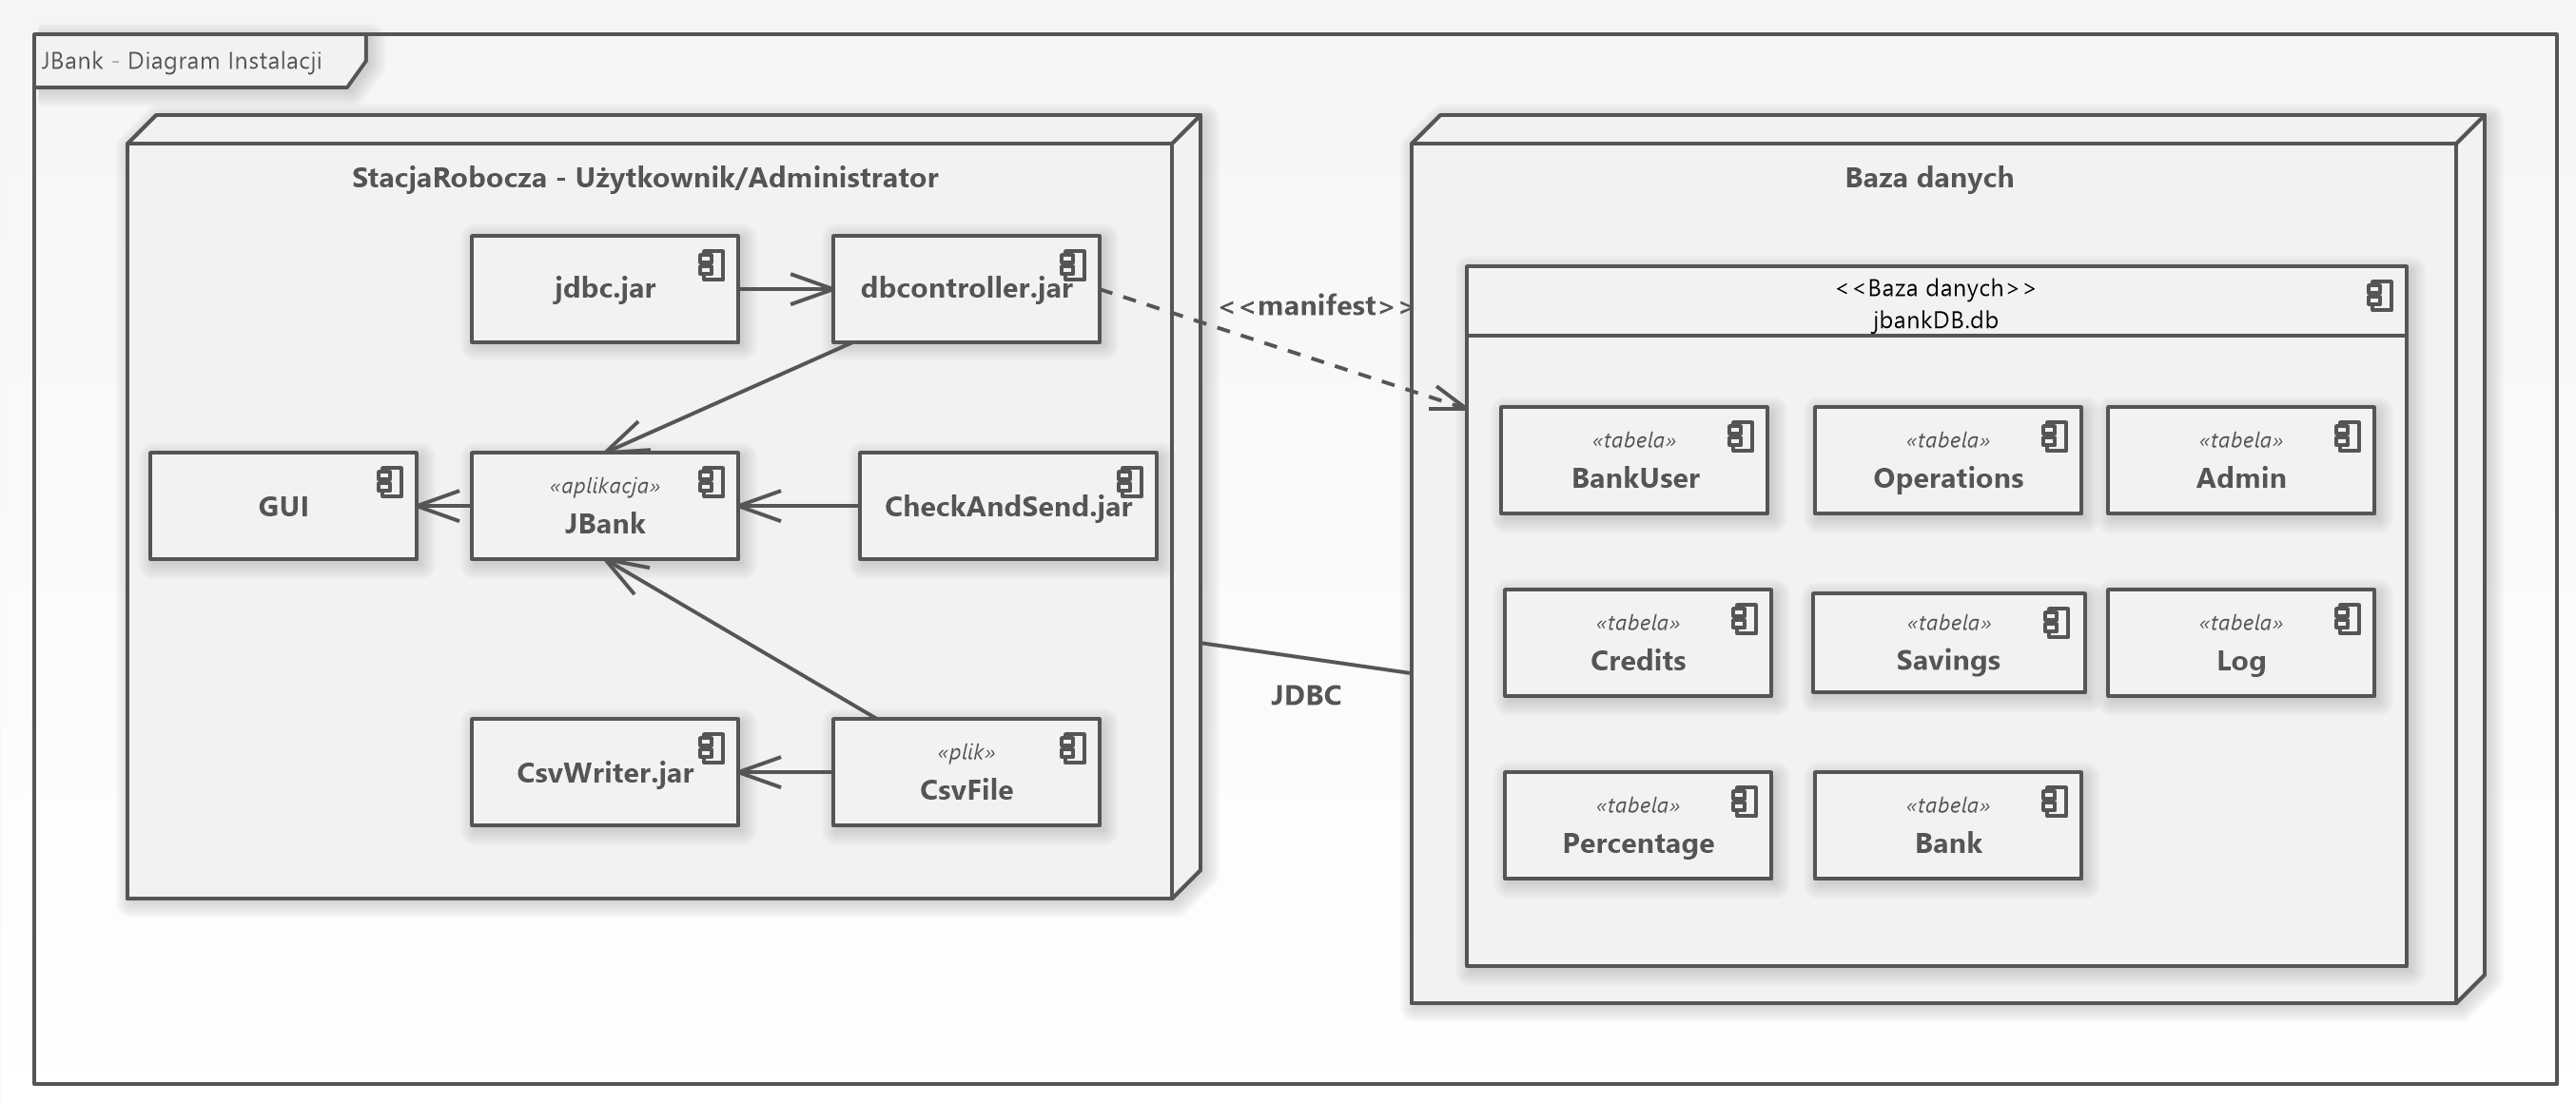 JBank - Diagram Instalacji
StacjaRobocza - Użytkownik/Administrator
jdbc.jar
dbcontroller.jar
GUI
«aplikacja»
JBank
CheckAndSend.jar
CsvWriter.jar
«plik»
CsvFile
<<manifest>>
JDBC
Baza danych
<<Baza danych>>
jbankDB.db
«tabela»
BankUser
«tabela»
Operations
«tabela»
Admin
«tabela»
Credits
«tabela»
Savings
«tabela»
Log
«tabela»
Percentage
«tabela»
Bank